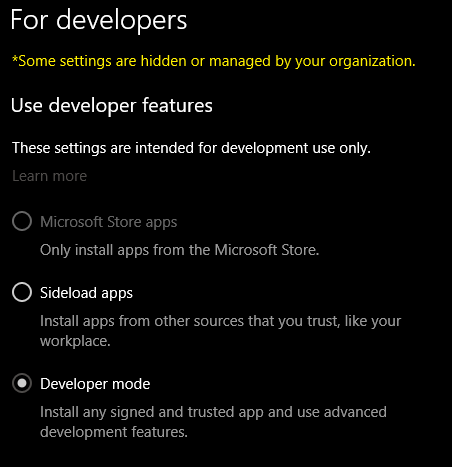 For developers
*Some settings are hidden or managed by your organization.
Use developer features
These settings are intended for development use only.
Learn more
Microsoft Store apps
Only install apps from the Microsoft Store.
Sideload apps
Install apps from other sources that you trust, like your
workplace.
Developer mode
Install any signed and trusted app and use advanced
development features.